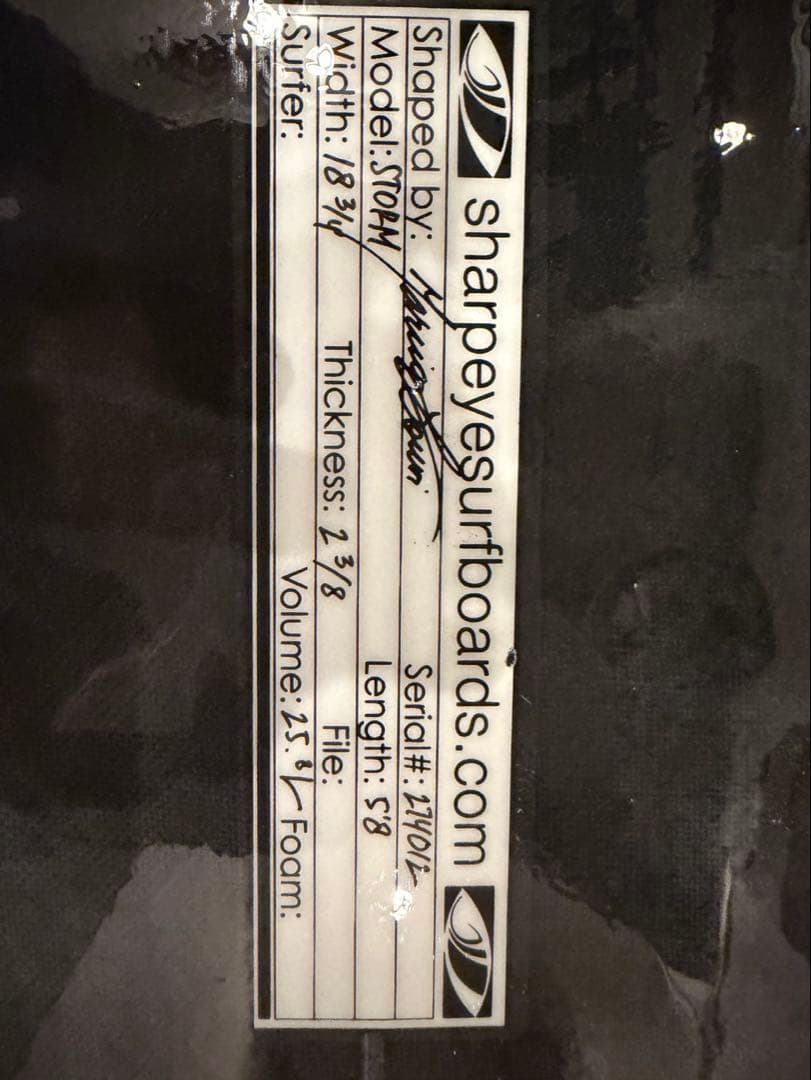 sharpeyesurfboards.com
Shaped by: Serial#: 274012
Model: STORM Length: 5'8
Width: 18 3/4 Thickness: 2 3/8 File:
Surfer: Volume: 25.8L Foam: